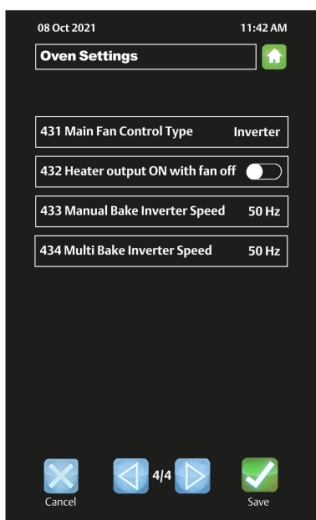 08 Oct 2021 11:42 AM
Oven Settings
431 Main Fan Control Type Inverter
432 Heater output ON with fan off
433 Manual Bake Inverter Speed 50 Hz
434 Multi Bake Inverter Speed 50 Hz
4/4
Cancel Save